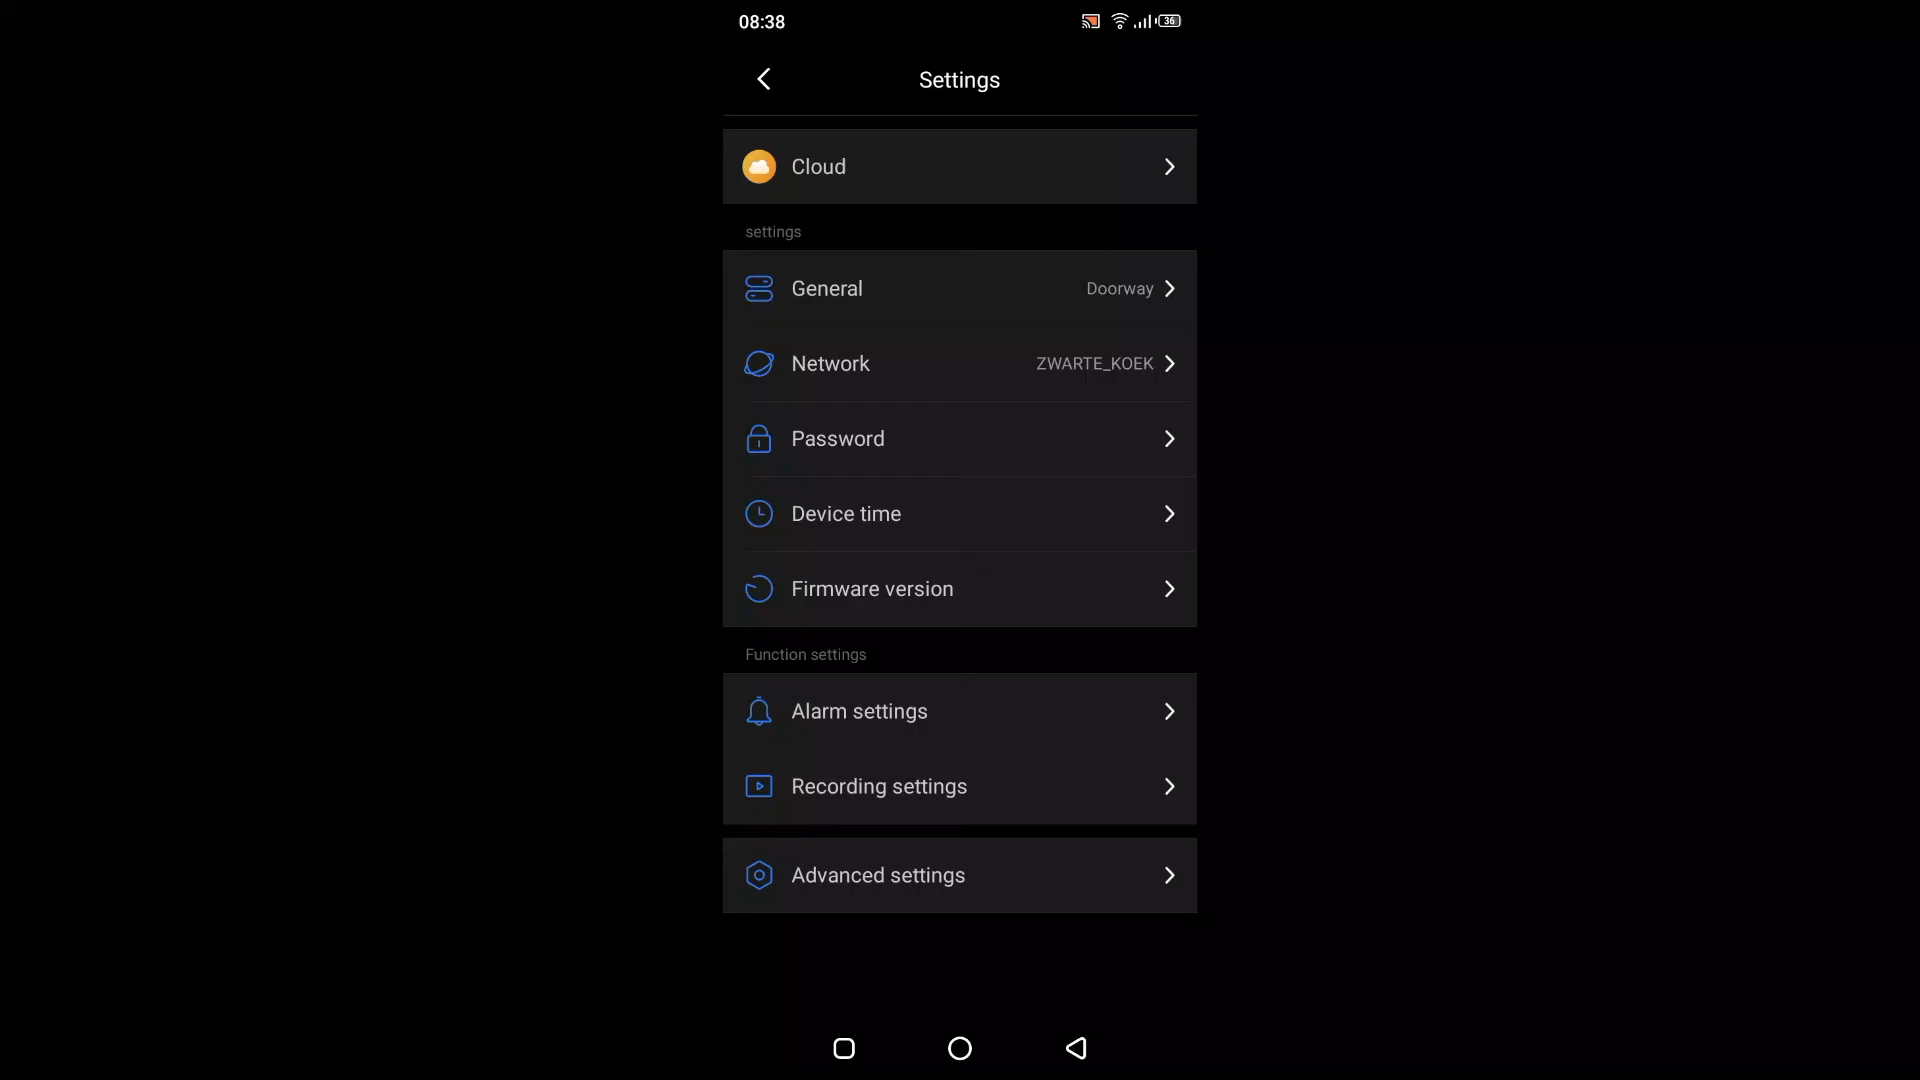 08:38
36
Settings
Cloud
settings
General Doorway
Network ZWARTE_KOEK
Password
Device time
Firmware version
Function settings
Alarm settings
Recording settings
Advanced settings